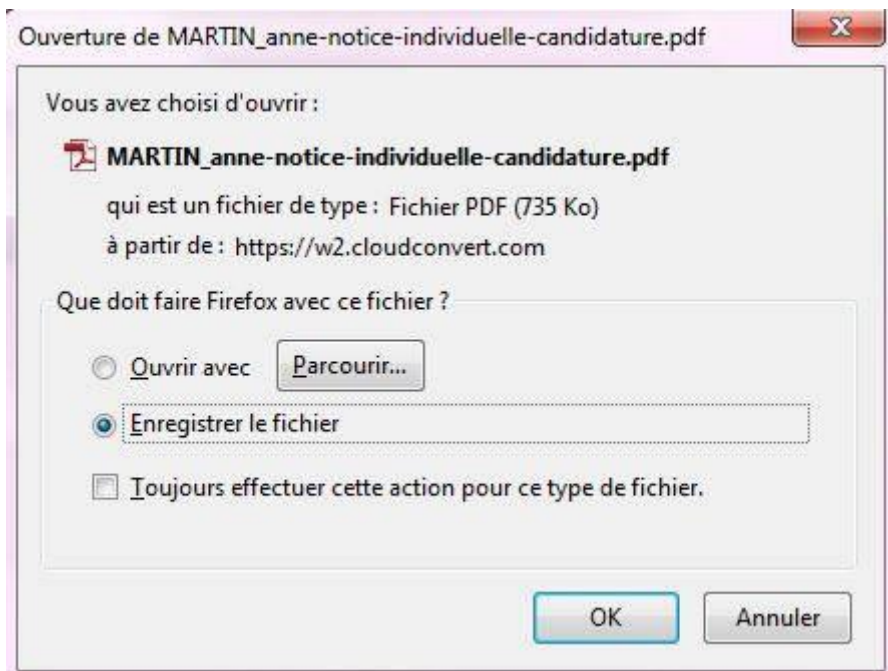 Ouverture de MARTIN_anne-notice-individuelle-candidature.pdf
Vous avez choisi d'ouvrir :
MARTIN_anne-notice-individuelle-candidature.pdf
qui est un fichier de type : Fichier PDF (735 Ko)
à partir de : https://w2.cloudconvert.com
Que doit faire Firefox avec ce fichier ?
Ouvrir avec Parcourir...
Enregistrer le fichier
Toujours effectuer cette action pour ce type de fichier.
OK Annuler